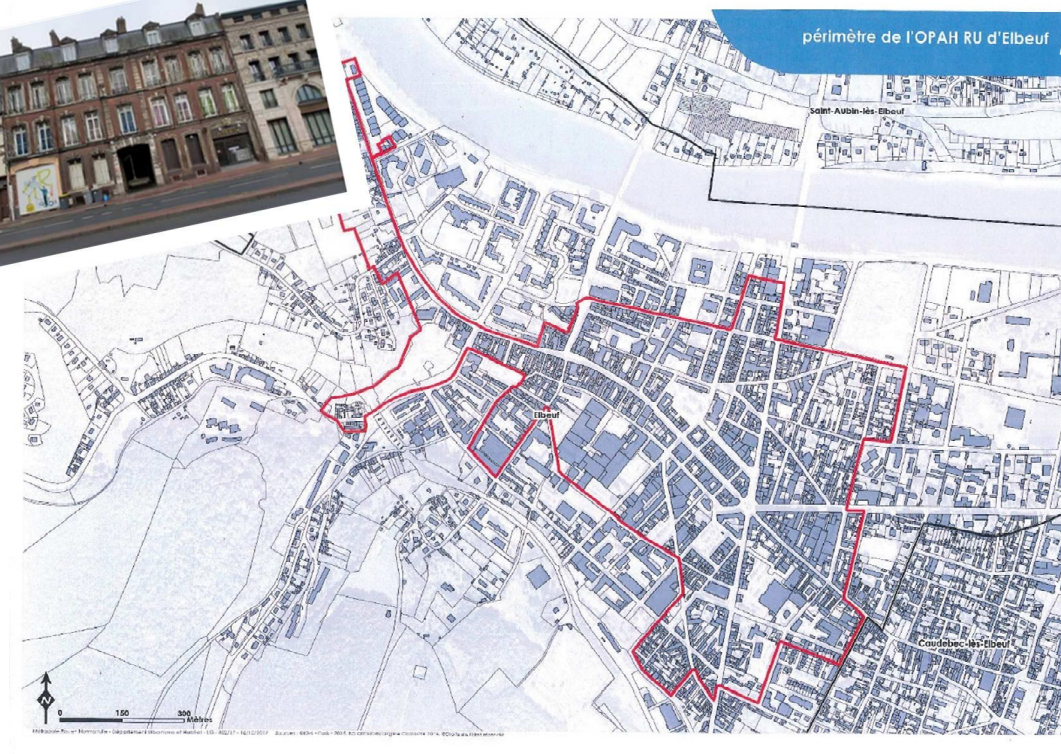 périmètre de l'OPAH RU d'Elbeuf
Saint-Aubin-lès-Elbeuf
Elbeuf
Caudebec-lès-Elbeuf
N
0 150 300
Mètres